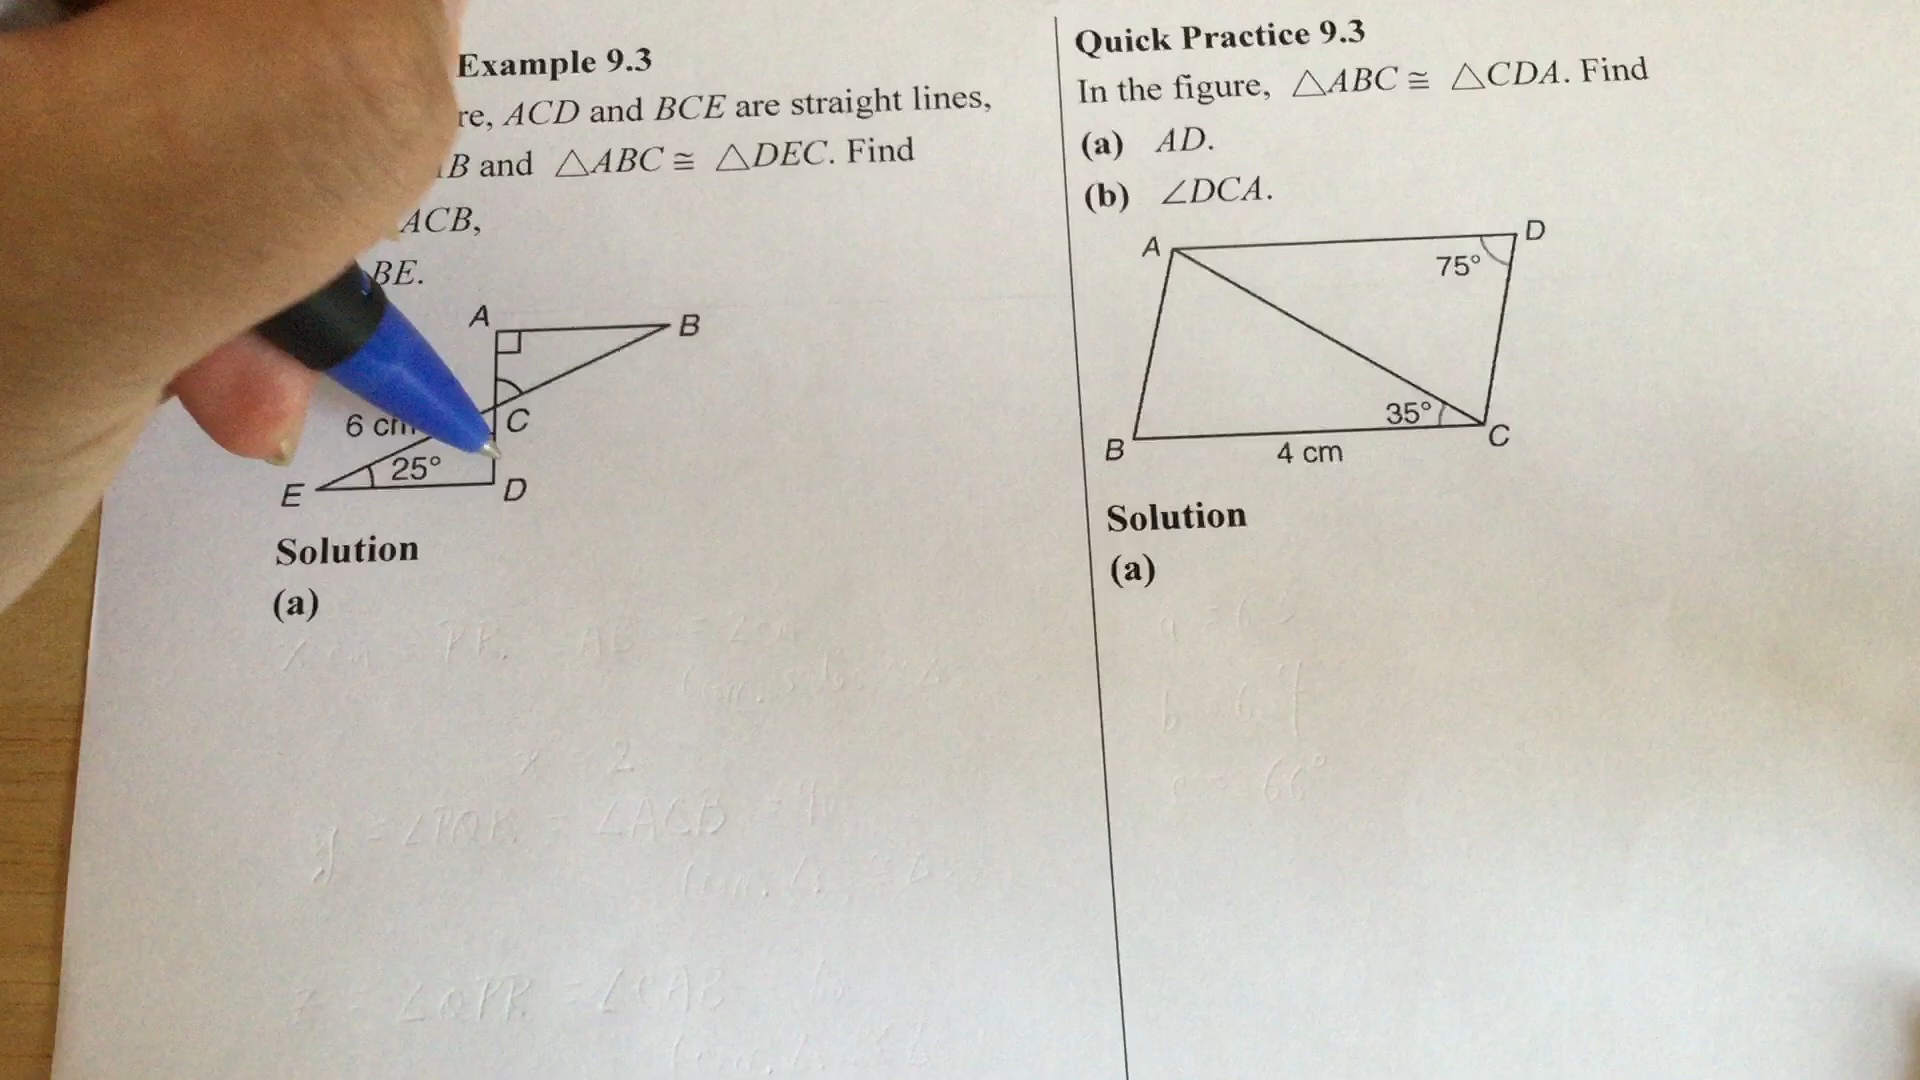 Example 9.3
re, ACD and BCE are straight lines,
B and △ABC ≅ △DEC. Find
ACB,
BE.
A
B
C
6 cm
25°
E
D
Solution
(a)
Quick Practice 9.3
In the figure, △ABC ≅ △CDA. Find
(a) AD.
(b) ∠DCA.
A
D
75°
35°
B
C
4 cm
Solution
(a)